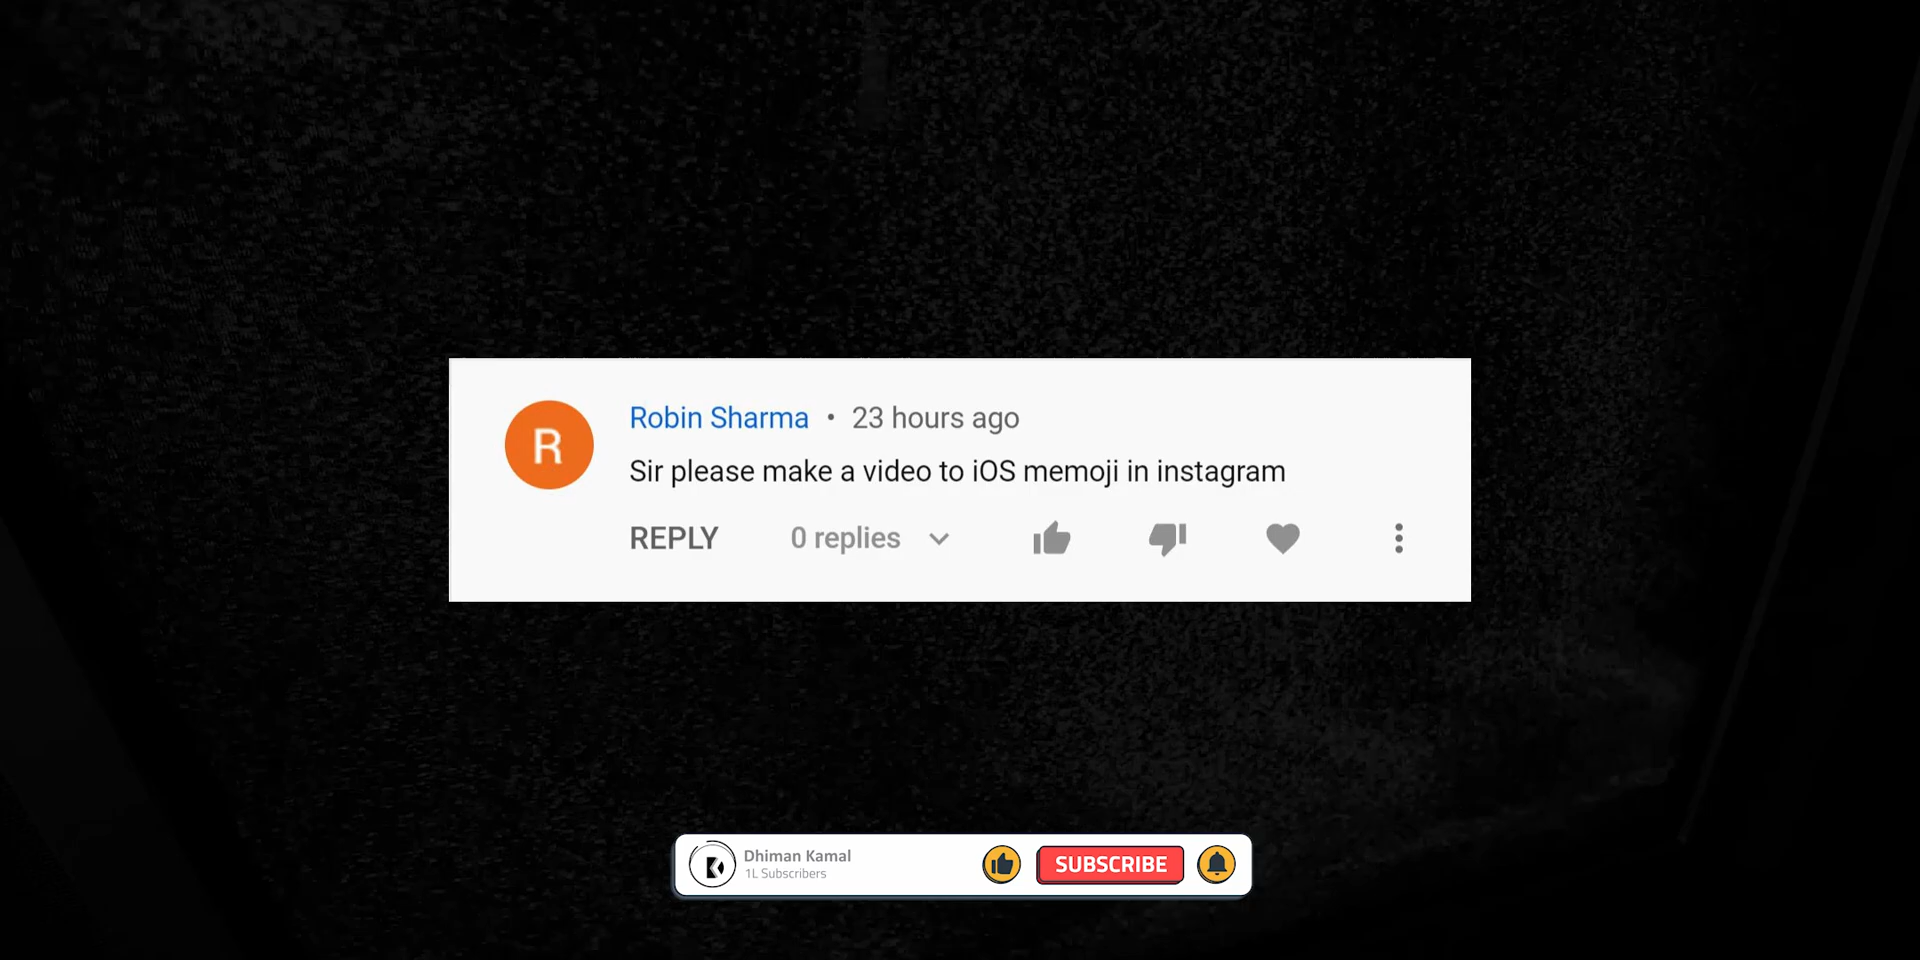 R
Robin Sharma • 23 hours ago
Sir please make a video to iOS memoji in instagram
REPLY 0 replies
Dhiman Kamal
1L Subscribers
SUBSCRIBE